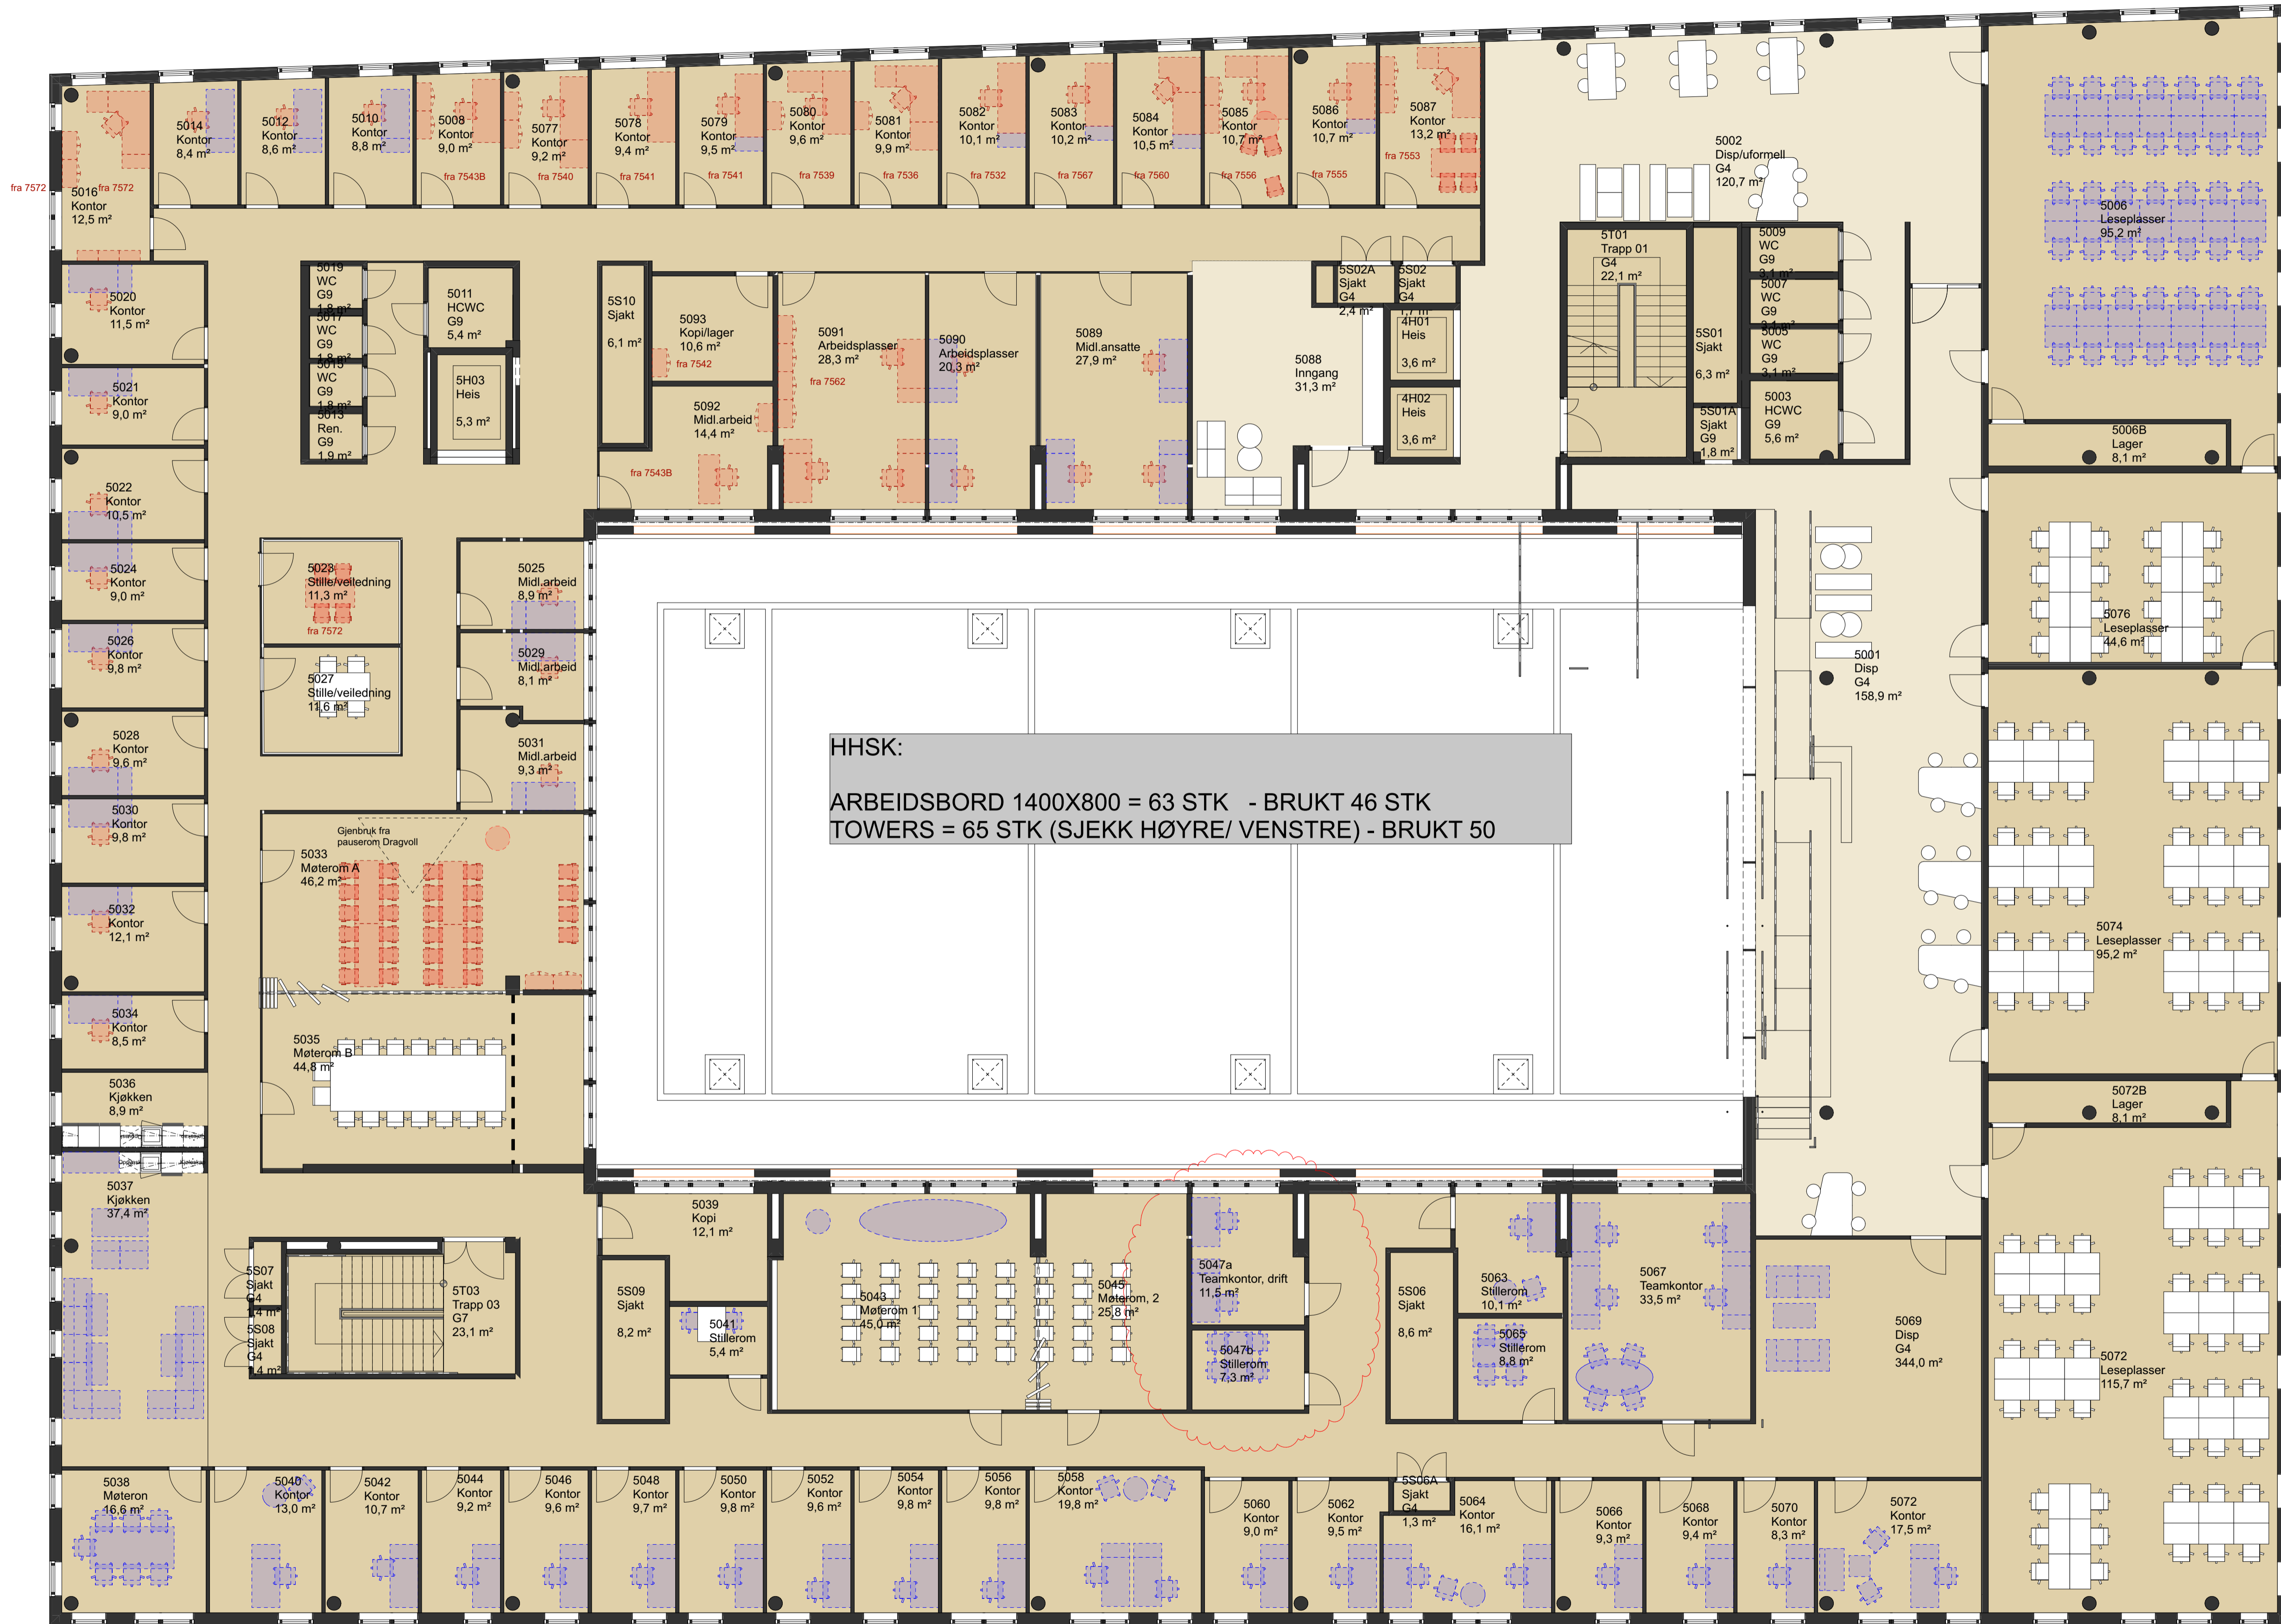 5014
Kontor
8,4 m²
5012
Kontor
8,6 m²
5010
Kontor
8,8 m²
5008
Kontor
9,0 m²
fra 7543B
5077
Kontor
9,2 m²
fra 7540
5078
Kontor
9,4 m²
fra 7541
5079
Kontor
9,5 m²
fra 7541
5080
Kontor
9,6 m²
fra 7539
5081
Kontor
9,9 m²
fra 7536
5082
Kontor
10,1 m²
fra 7532
5083
Kontor
10,2 m²
fra 7567
5084
Kontor
10,5 m²
fra 7560
5085
Kontor
10,7 m²
fra 7556
5086
Kontor
10,7 m²
fra 7555
5087
Kontor
13,2 m²
fra 7553
5002
Disp/uformell
G4
120,7 m²
5006
Leseplasser
95,2 m²
fra 7572
fra 7572
5016
Kontor
12,5 m²
5020
Kontor
11,5 m²
5019
WC
G9
1,8 m²
5017
WC
G9
1,8 m²
5015
WC
G9
1,8 m²
5013
Ren.
G9
1,9 m²
5011
HCWC
G9
5,4 m²
5H03
Heis
5,3 m²
5S10
Sjakt
6,1 m²
5093
Kopi/lager
10,6 m²
fra 7542
5092
Midl.arbeid
14,4 m²
fra 7543B
5091
Arbeidsplasser
28,3 m²
fra 7562
5090
Arbeidsplasser
20,3 m²
5089
Midl.ansatte
27,9 m²
5088
Inngang
31,3 m²
5S02A
Sjakt
G4
2,4 m²
5S02
Sjakt
G4
1,7 m²
4H01
Heis
3,6 m²
4H02
Heis
3,6 m²
5T01
Trapp 01
G4
22,1 m²
5S01
Sjakt
6,3 m²
5S01A
Sjakt
G9
1,8 m²
5009
WC
G9
3,1 m²
5007
WC
G9
3,1 m²
5005
WC
G9
3,1 m²
5003
HCWC
G9
5,6 m²
5006B
Lager
8,1 m²
5021
Kontor
9,0 m²
5022
Kontor
10,5 m²
5024
Kontor
9,0 m²
5026
Kontor
9,8 m²
5028
Kontor
9,6 m²
5030
Kontor
9,8 m²
5032
Kontor
12,1 m²
5034
Kontor
8,5 m²
5036
Kjøkken
8,9 m²
5037
Kjøkken
37,4 m²
5023
Stille/veiledning
11,3 m²
fra 7572
5027
Stille/veiledning
11,6 m²
5025
Midl.arbeid
8,9 m²
5029
Midl.arbeid
8,1 m²
5031
Midl.arbeid
9,3 m²
Gjenbruk fra
pauserom Dragvoll
5033
Møterom A
46,2 m²
5035
Møterom B
44,8 m²
HHSK:
ARBEIDSBORD 1400X800 = 63 STK - BRUKT 46 STK
TOWERS = 65 STK (SJEKK HØYRE/ VENSTRE) - BRUKT 50
5001
Disp
G4
158,9 m²
5076
Leseplasser
44,6 m²
5074
Leseplasser
95,2 m²
5072B
Lager
8,1 m²
5072
Leseplasser
115,7 m²
5S07
Sjakt
G4
1,4 m²
5S08
Sjakt
G4
1,4 m²
5T03
Trapp 03
G7
23,1 m²
5039
Kopi
12,1 m²
5S09
Sjakt
8,2 m²
5041
Stillerom
5,4 m²
5043
Møterom 1
45,0 m²
5045
Møterom, 2
25,8 m²
5047a
Teamkontor, drift
11,5 m²
5047b
Stillerom
7,3 m²
5S06
Sjakt
8,6 m²
5063
Stillerom
10,1 m²
5065
Stillerom
8,8 m²
5067
Teamkontor
33,5 m²
5069
Disp
G4
344,0 m²
5038
Møteron
16,6 m²
5040
Kontor
13,0 m²
5042
Kontor
10,7 m²
5044
Kontor
9,2 m²
5046
Kontor
9,6 m²
5048
Kontor
9,7 m²
5050
Kontor
9,8 m²
5052
Kontor
9,6 m²
5054
Kontor
9,8 m²
5056
Kontor
9,8 m²
5058
Kontor
19,8 m²
5060
Kontor
9,0 m²
5062
Kontor
9,5 m²
5S06A
Sjakt
G4
1,3 m²
5064
Kontor
16,1 m²
5066
Kontor
9,3 m²
5068
Kontor
9,4 m²
5070
Kontor
8,3 m²
5072
Kontor
17,5 m²